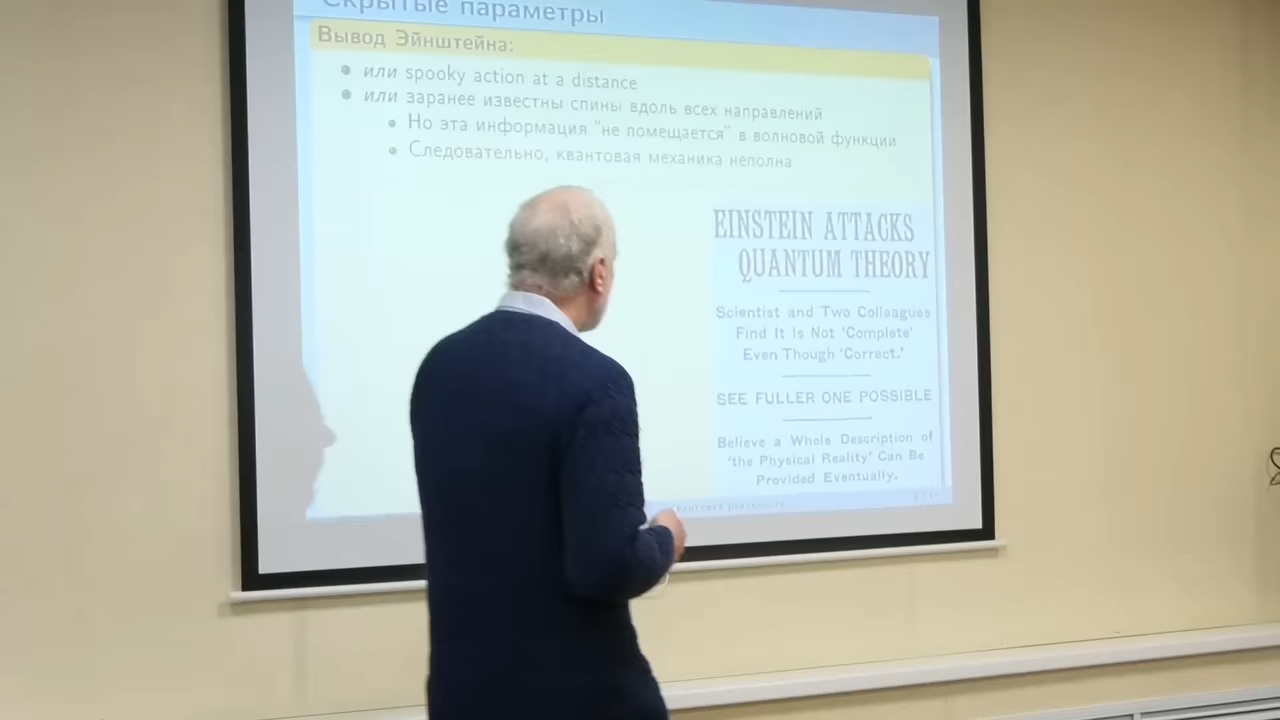 Скрытые параметры
Вывод Эйнштейна:
или spooky action at a distance
или заранее известны спины вдоль всех направлений
Но эта информация "не помещается" в волновой функции
Следовательно, квантовая механика неполна
EINSTEIN ATTACKS
QUANTUM THEORY
Scientist and Two Colleagues
Find It Is Not 'Complete'
Even Though 'Correct.'
SEE FULLER ONE POSSIBLE
Believe a Whole Description of
'the Physical Reality' Can Be
Provided Eventually.
квантовая реальность